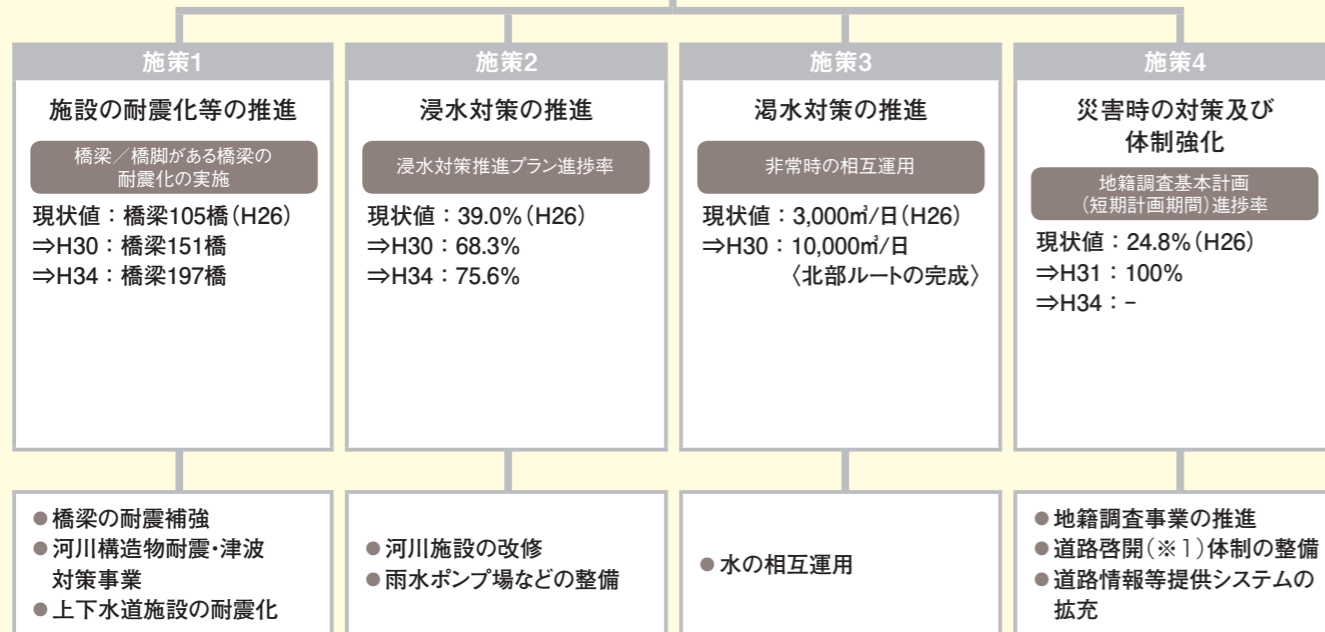 施策1
施設の耐震化等の推進
橋梁／橋脚がある橋梁の
耐震化の実施
現状値：橋梁105橋(H26)
⇒H30：橋梁151橋
⇒H34：橋梁197橋
●橋梁の耐震補強
●河川構造物耐震・津波
対策事業
●上下水道施設の耐震化
施策2
浸水対策の推進
浸水対策推進プラン進捗率
現状値：39.0%(H26)
⇒H30：68.3%
⇒H34：75.6%
●河川施設の改修
●雨水ポンプ場などの整備
施策3
渇水対策の推進
非常時の相互運用
現状値：3,000㎥/日(H26)
⇒H30：10,000㎥/日
〈北部ルートの完成〉
●水の相互運用
施策4
災害時の対策及び
体制強化
地籍調査基本計画
(短期計画期間)進捗率
現状値：24.8%(H26)
⇒H31：100%
⇒H34：−
●地籍調査事業の推進
●道路啓開(※1)体制の整備
●道路情報等提供システムの
拡充